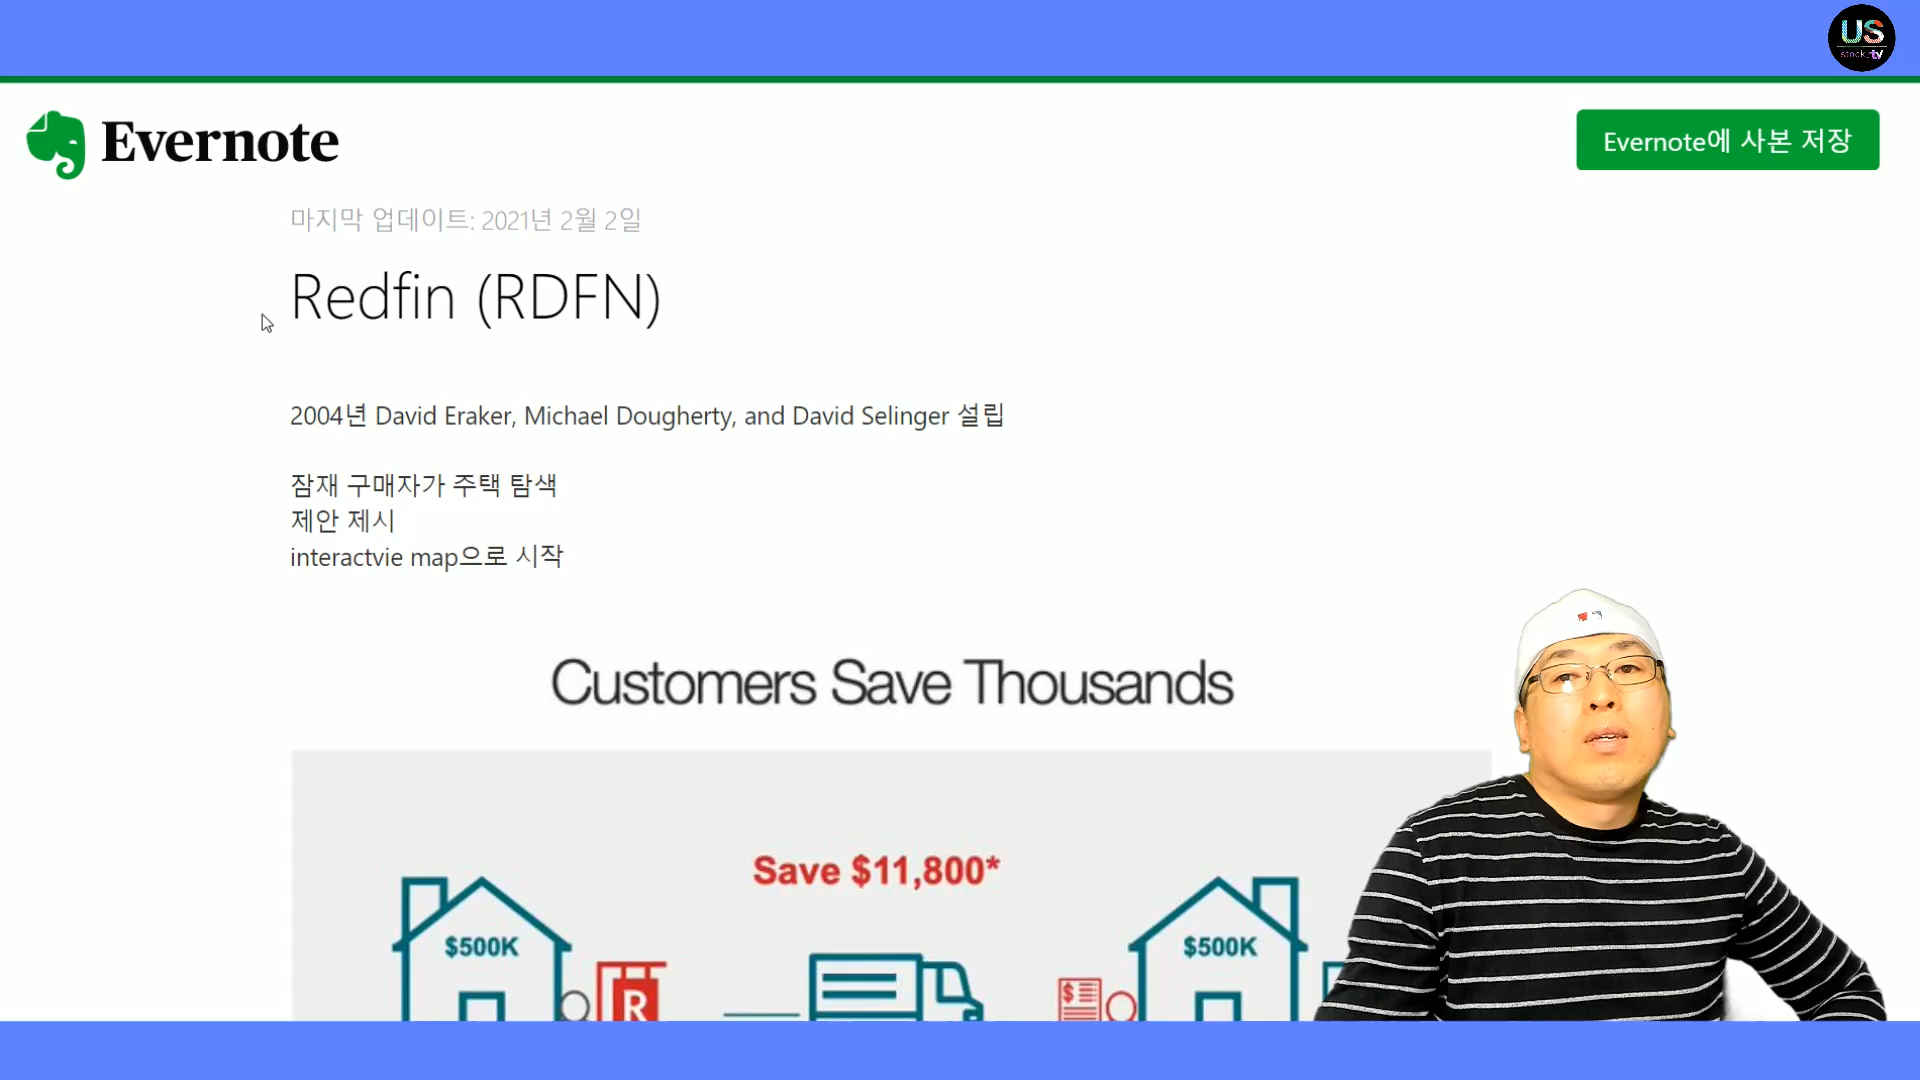 US
stock.tv
Evernote
Evernote에 사본 저장
마지막 업데이트: 2021년 2월 2일
Redfin (RDFN)
2004년 David Eraker, Michael Dougherty, and David Selinger 설립
잠재 구매자가 주택 탐색
제안 제시
interactvie map으로 시작
Customers Save Thousands
Save $11,800*
$500K
$500K
R
$